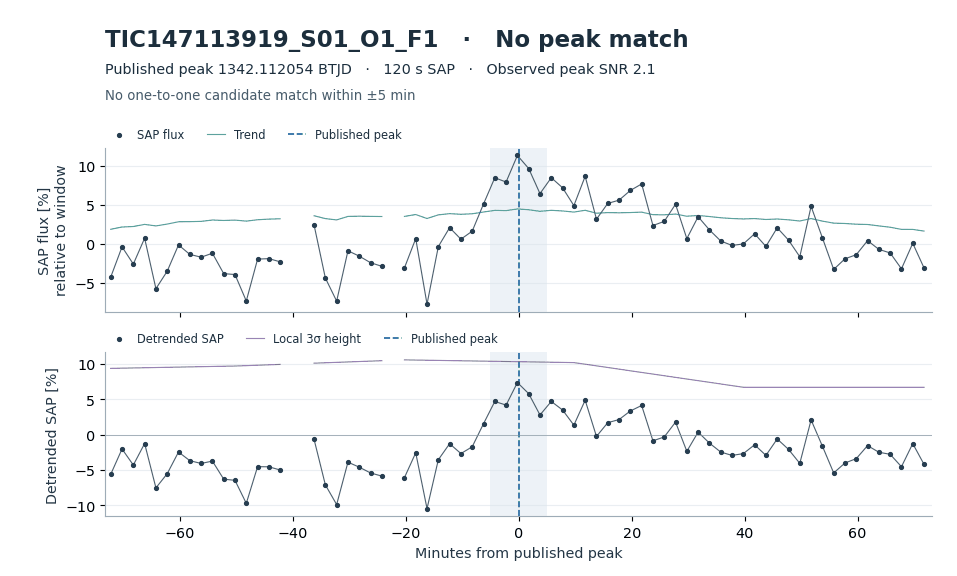 TIC147113919_S01_O1_F1   ·   No peak match
Published peak 1342.112054 BTJD   ·   120 s SAP   ·   Observed peak SNR 2.1
No one-to-one candidate match within ±5 min
SAP flux   Trend   Published peak
SAP flux [%]
relative to window
10
5
0
−5
Detrended SAP   Local 3σ height   Published peak
Detrended SAP [%]
10
5
0
−5
−10
−60   −40   −20   0   20   40   60
Minutes from published peak